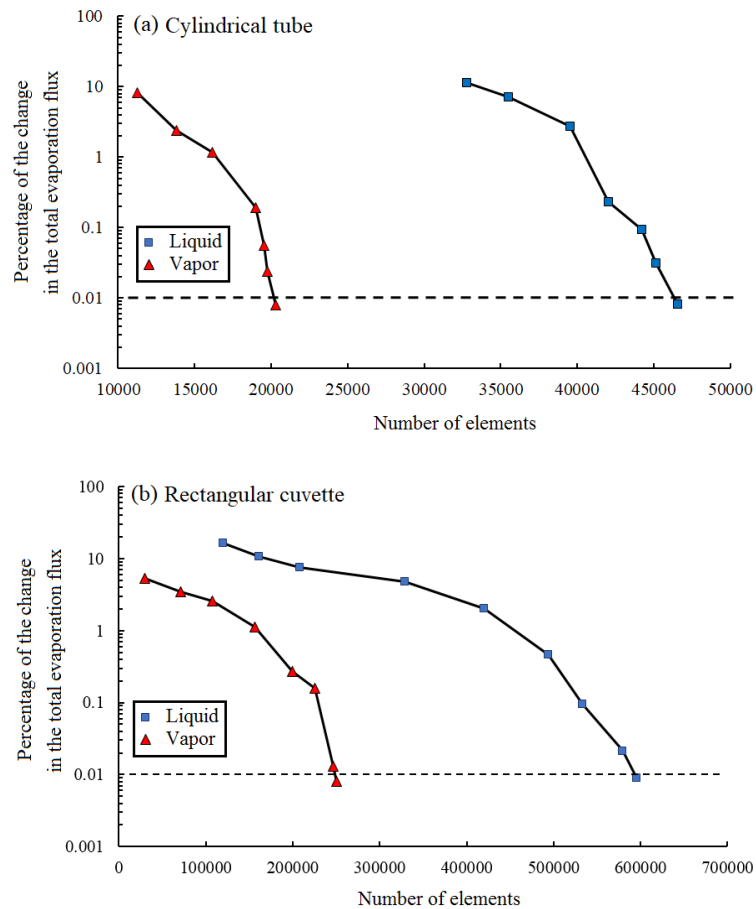 (a) Cylindrical tube
Percentage of the change
in the total evaporation flux
100
10
1
0.1
0.01
0.001
Liquid
Vapor
10000 15000 20000 25000 30000 35000 40000 45000 50000
Number of elements
(b) Rectangular cuvette
Percentage of the change
in the total evaporation flux
100
10
1
0.1
0.01
0.001
Liquid
Vapor
0 100000 200000 300000 400000 500000 600000 700000
Number of elements